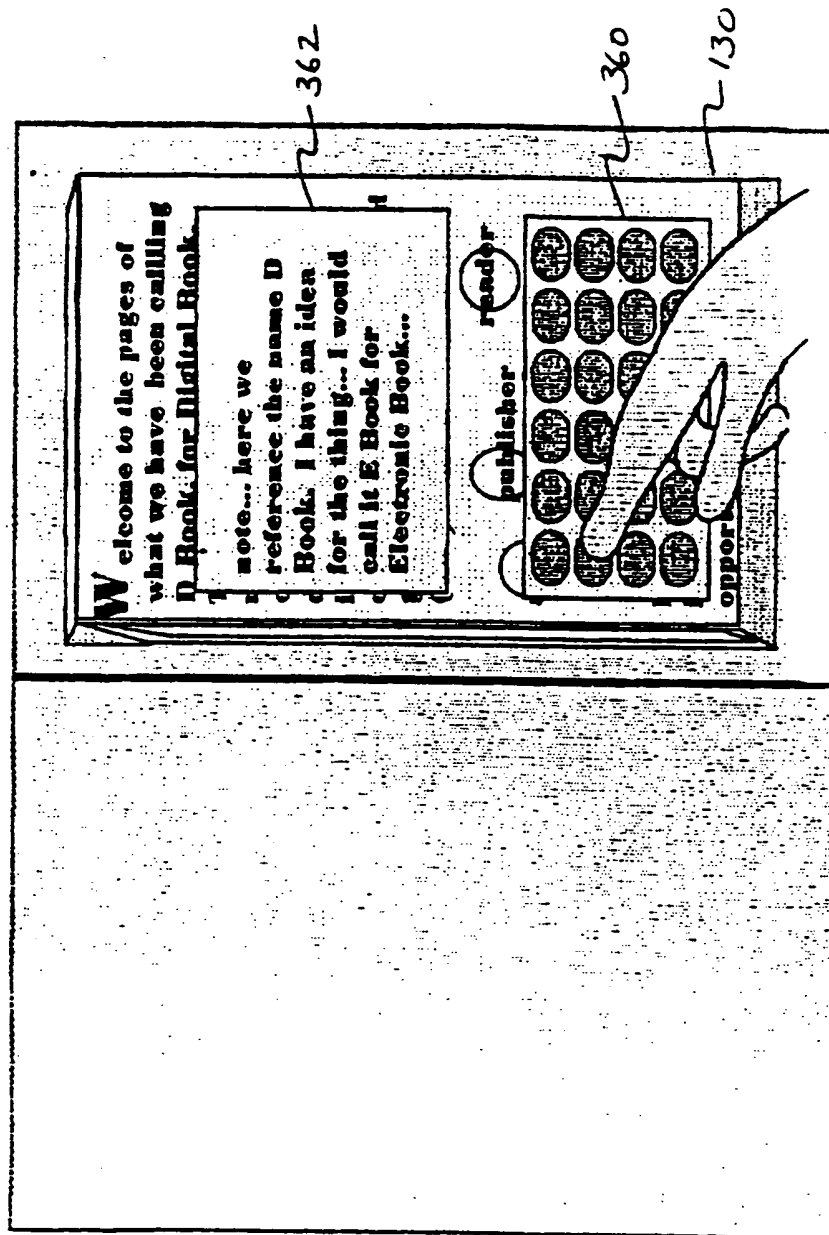 Welcome to the pages of
what we have been callling
D Book, for Digital Book.
note... here we
reference the name D
Book. I have an idea
for the thing... I would
call it E Book for
Electronic Book...
publisher
reader
oppor
362
360
130